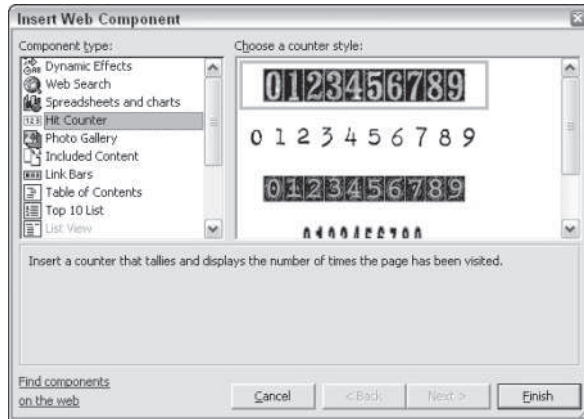 Insert Web Component
Component type:
Dynamic Effects
Web Search
Spreadsheets and charts
Hit Counter
Photo Gallery
Included Content
Link Bars
Table of Contents
Top 10 List
List View
Choose a counter style:
0123456789
0 1 2 3 4 5 6 7 8 9
0123456789
Insert a counter that tallies and displays the number of times the page has been visited.
Find components
on the web
Cancel
< Back
Next >
Finish